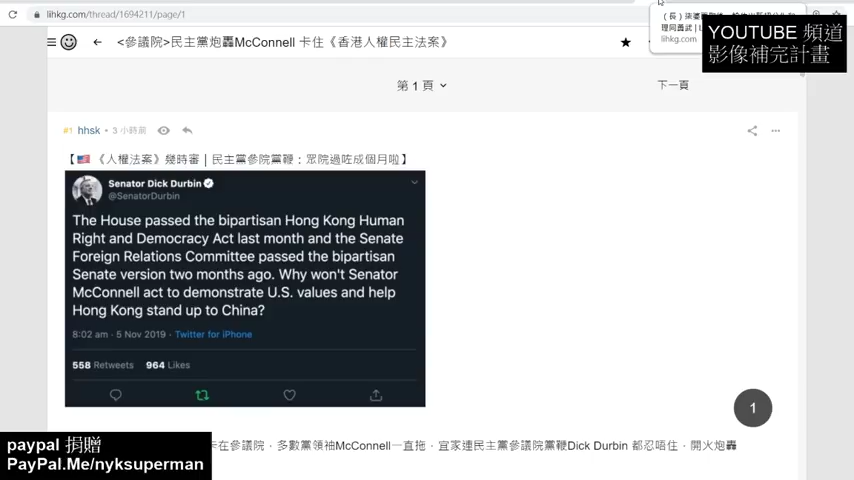 lihkg.com/thread/1694211/page/1
理同黃武 | L
lihkg.com
YOUTUBE 頻道
影像補完計畫
<參議院>民主黨炮轟McConnell 卡住《香港人權民主法案》
第 1 頁
下一頁
#1 hhsk • 3 小時前
【🇺🇸 《人權法案》幾時審 | 民主黨參院黨鞭：眾院過咗成個月啦】
Senator Dick Durbin
@SenatorDurbin
The House passed the bipartisan Hong Kong Human
Right and Democracy Act last month and the Senate
Foreign Relations Committee passed the bipartisan
Senate version two months ago. Why won't Senator
McConnell act to demonstrate U.S. values and help
Hong Kong stand up to China?
8:02 am · 5 Nov 2019 · Twitter for iPhone
558 Retweets 964 Likes
1
卡在參議院，多數黨領袖McConnell一直拖，宜家連民主黨參議院黨鞭Dick Durbin 都忍唔住，開火炮轟
paypal 捐贈
PayPal.Me/nyksuperman